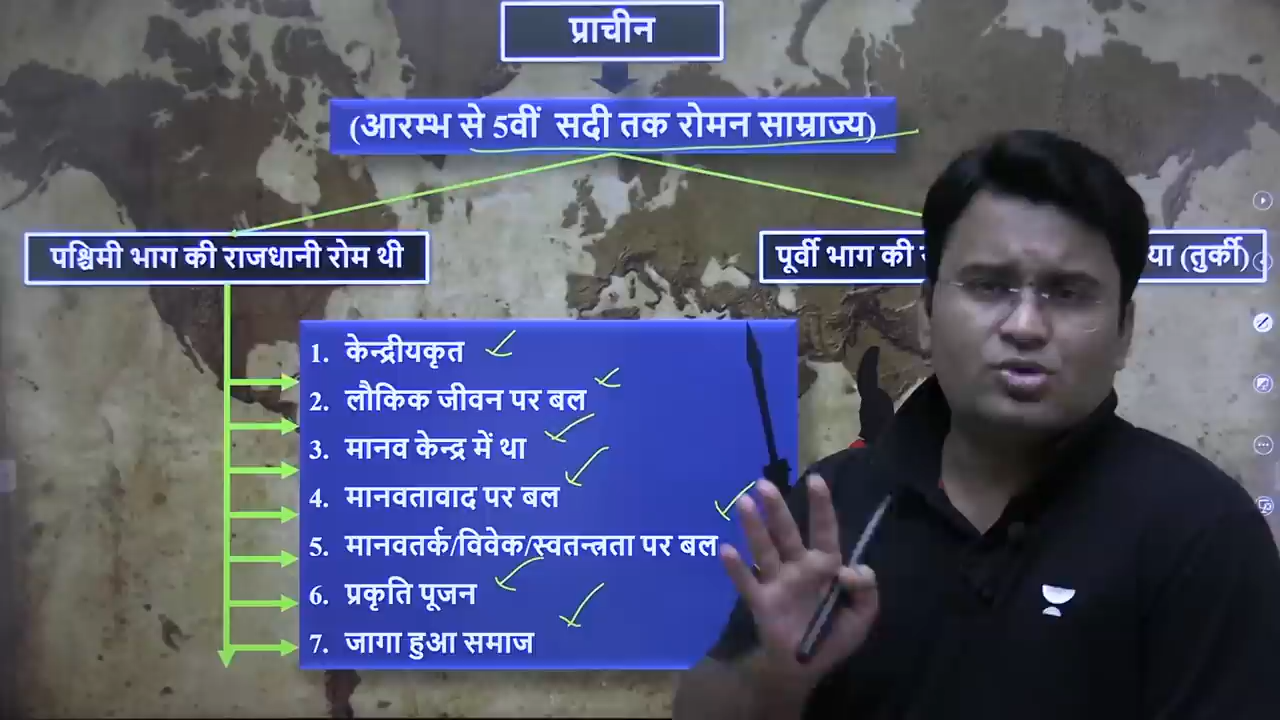 प्राचीन
(आरम्भ से 5वीं सदी तक रोमन साम्राज्य)
पश्चिमी भाग की राजधानी रोम थी
पूर्वी भाग की या (तुर्की)
1. केन्द्रीयकृत
2. लौकिक जीवन पर बल
3. मानव केन्द्र में था
4. मानवतावाद पर बल
5. मानवतर्क/विवेक/स्वतन्त्रता पर बल
6. प्रकृति पूजन
7. जागा हुआ समाज